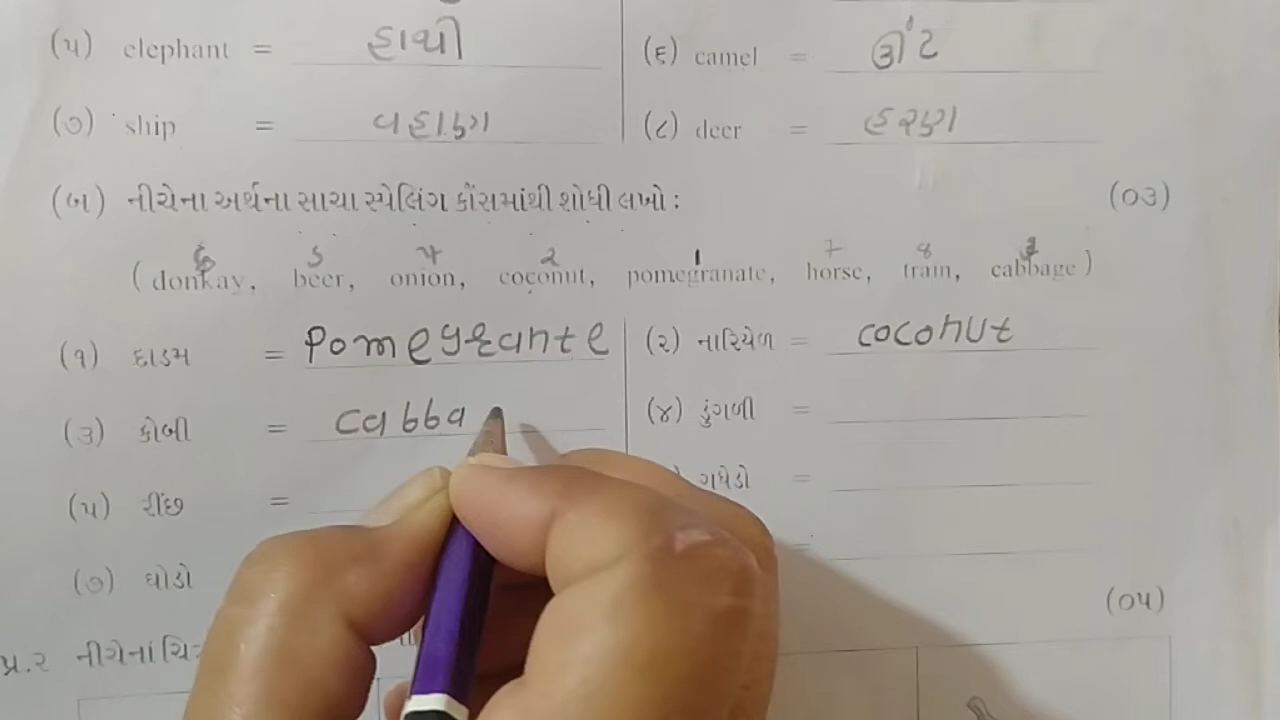 (૫) elephant = હાથી (૬) camel = ઊંટ
(૭) ship = વહાણ (૮) deer = હરણ
(બ) નીચેના અર્થના સાચા સ્પેલિંગ કૌંસમાંથી શોધી લખો : (૦૩)
6 5 4 2 1 7 8 3
( donkay, beer, onion, coconut, pomegranate, horse, train, cabbage )
(૧) દાડમ = Pomegrante (૨) નારિયેળ = coconut
(૩) કોબી = cabba (૪) ડુંગળી =
(૫) રીંછ = ગધેડો =
(૭) ઘોડો =
(૦૫)
પ્ર.૨ નીચેનાં